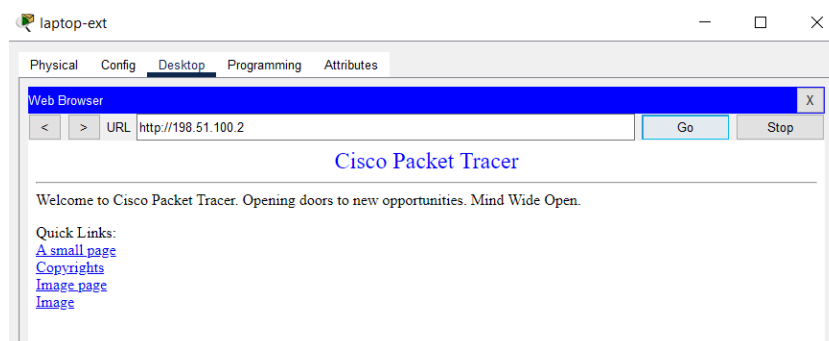 laptop-ext
Physical Config Desktop Programming Attributes
Web Browser X
< > URL http://198.51.100.2 Go Stop
Cisco Packet Tracer
Welcome to Cisco Packet Tracer. Opening doors to new opportunities. Mind Wide Open.
Quick Links:
A small page
Copyrights
Image page
Image